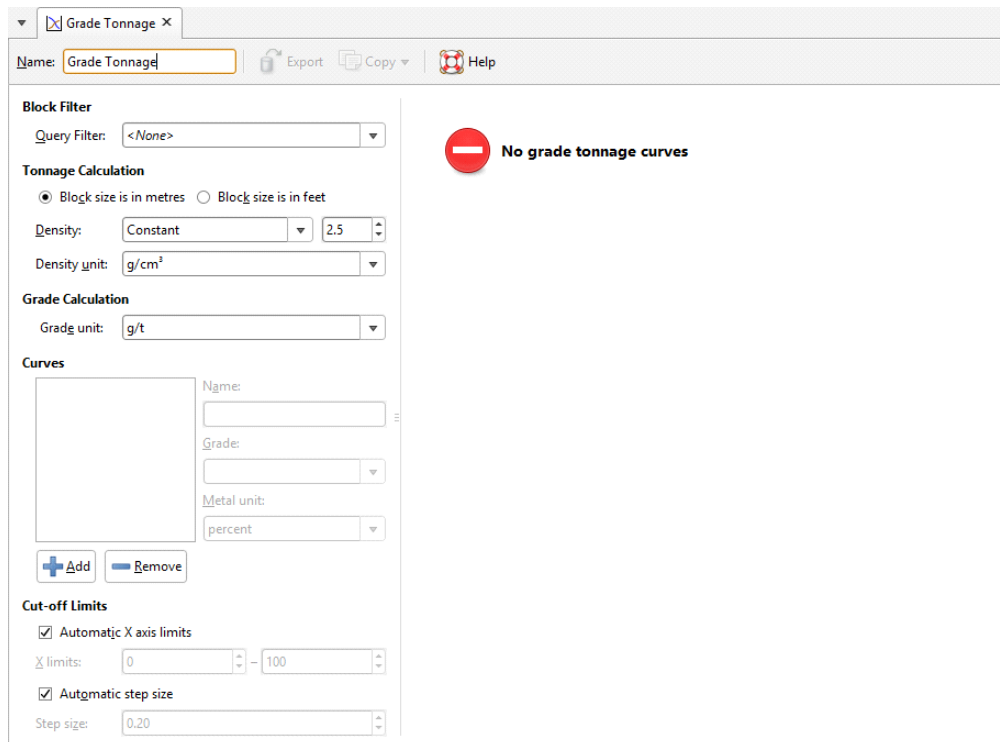 Grade Tonnage
Name: Grade Tonnage Export Copy Help
Block Filter
Query Filter: <None>
No grade tonnage curves
Tonnage Calculation
Block size is in metres Block size is in feet
Density: Constant 2.5
Density unit: g/cm³
Grade Calculation
Grade unit: g/t
Curves
Name:
Grade:
Metal unit:
percent
Add Remove
Cut-off Limits
Automatic X axis limits
X limits: 0 – 100
Automatic step size
Step size: 0.20